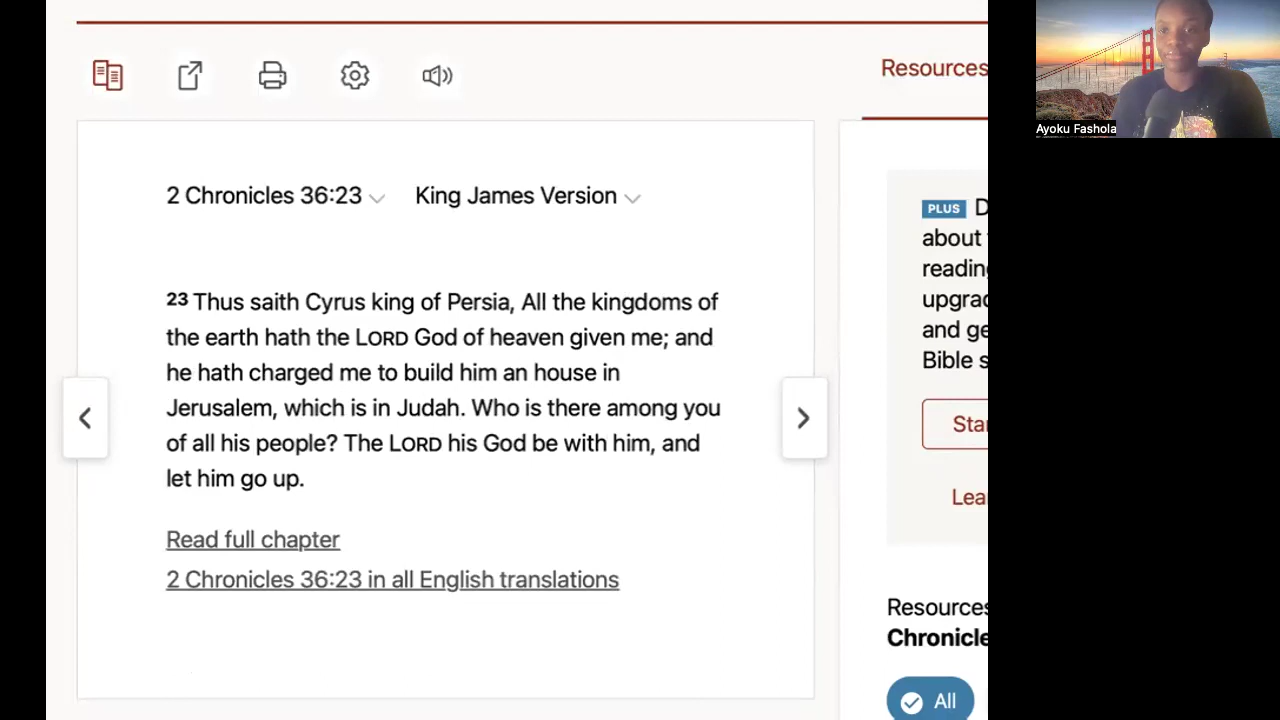 Resources
Ayoku Fashola
2 Chronicles 36:23
King James Version
23 Thus saith Cyrus king of Persia, All the kingdoms of
the earth hath the LORD God of heaven given me; and
he hath charged me to build him an house in
Jerusalem, which is in Judah. Who is there among you
of all his people? The LORD his God be with him, and
let him go up.
Read full chapter
2 Chronicles 36:23 in all English translations
PLUS D
about
readin
upgrad
and ge
Bible s
Star
Lea
Resources
Chronicle
All